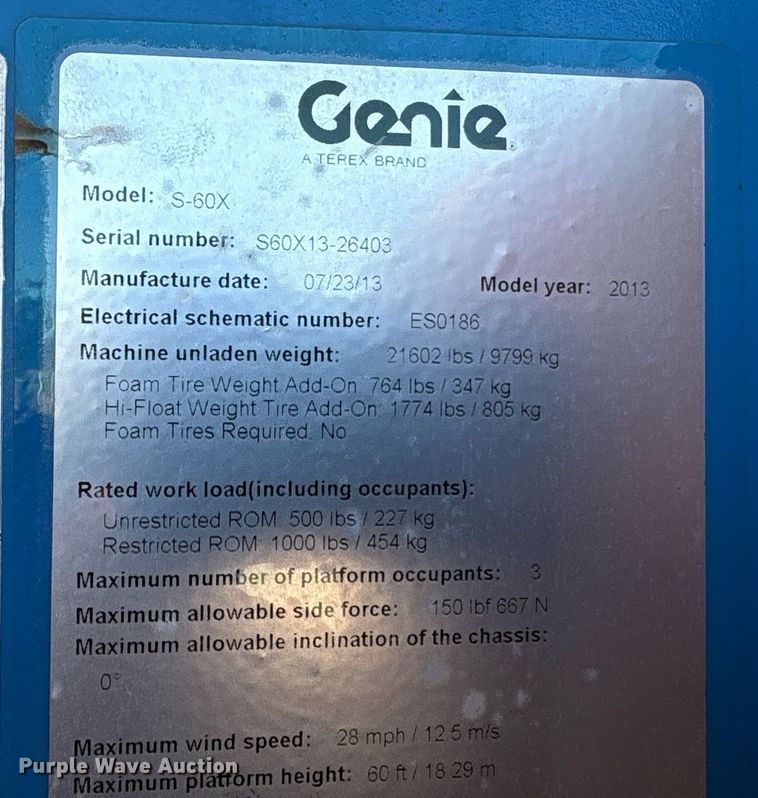 Genie
A TEREX BRAND
Model: S-60X
Serial number: S60X13-26403
Manufacture date: 07/23/13 Model year: 2013
Electrical schematic number: ES0186
Machine unladen weight: 21602 lbs / 9799 kg
Foam Tire Weight Add-On: 764 lbs / 347 kg
Hi-Float Weight Tire Add-On: 1774 lbs / 805 kg
Foam Tires Required: No
Rated work load(including occupants):
Unrestricted ROM: 500 lbs / 227 kg
Restricted ROM: 1000 lbs / 454 kg
Maximum number of platform occupants: 3
Maximum allowable side force: 150 lbf 667 N
Maximum allowable inclination of the chassis:
0°
Maximum wind speed: 28 mph / 12.5 m/s
Purple Wave Auction
Maximum platform height: 60 ft / 18.29 m